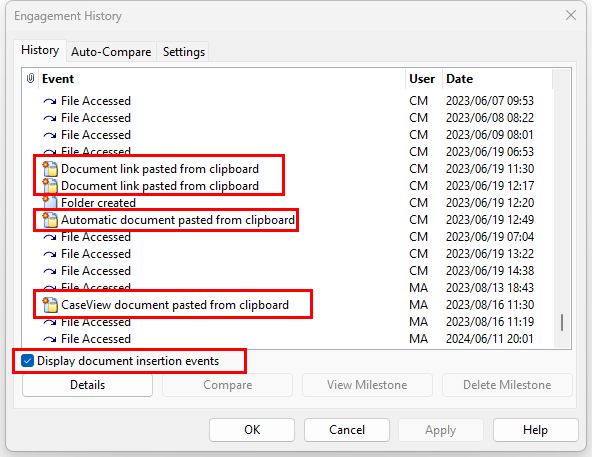 Engagement History
History Auto-Compare Settings
Event User Date
File Accessed CM 2023/06/07 09:53
File Accessed CM 2023/06/08 08:22
File Accessed CM 2023/06/09 08:01
File Accessed CM 2023/06/19 06:53
Document link pasted from clipboard CM 2023/06/19 11:30
Document link pasted from clipboard CM 2023/06/19 12:17
Folder created CM 2023/06/19 12:20
Automatic document pasted from clipboard CM 2023/06/19 12:49
File Accessed CM 2023/06/19 07:04
File Accessed CM 2023/06/19 13:22
File Accessed CM 2023/06/19 14:38
File Accessed MA 2023/08/13 18:43
CaseView document pasted from clipboard MA 2023/08/16 11:30
File Accessed MA 2023/08/16 11:19
File Accessed MA 2024/06/11 20:01
Display document insertion events
Details Compare View Milestone Delete Milestone
OK Cancel Apply Help